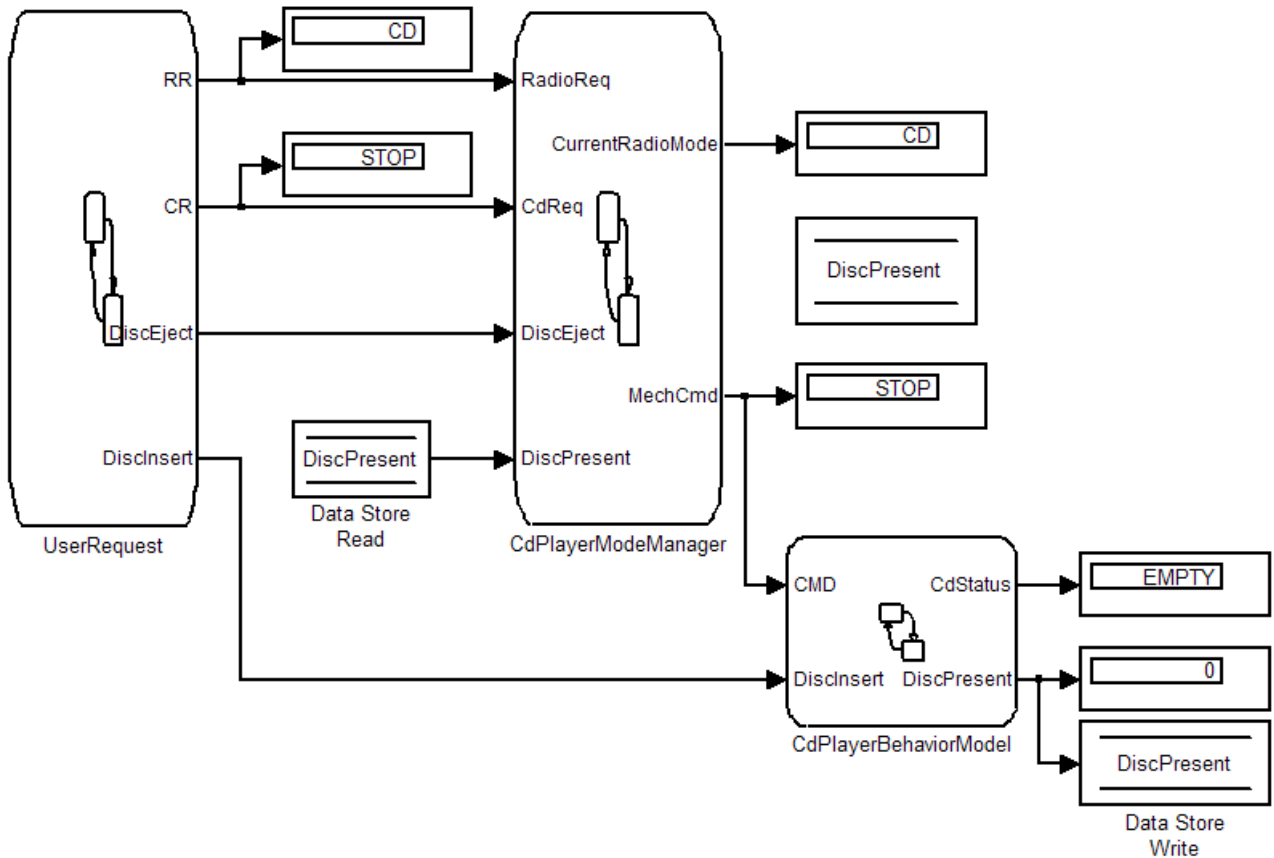 CD
RR
RadioReq
STOP
CR
CdReq
CurrentRadioMode
CD
DiscPresent
DiscEject
DiscEject
MechCmd
STOP
DiscInsert
DiscPresent
DiscPresent
Data Store
Read
UserRequest
CdPlayerModeManager
CMD
CdStatus
EMPTY
DiscInsert
DiscPresent
0
CdPlayerBehaviorModel
DiscPresent
Data Store
Write